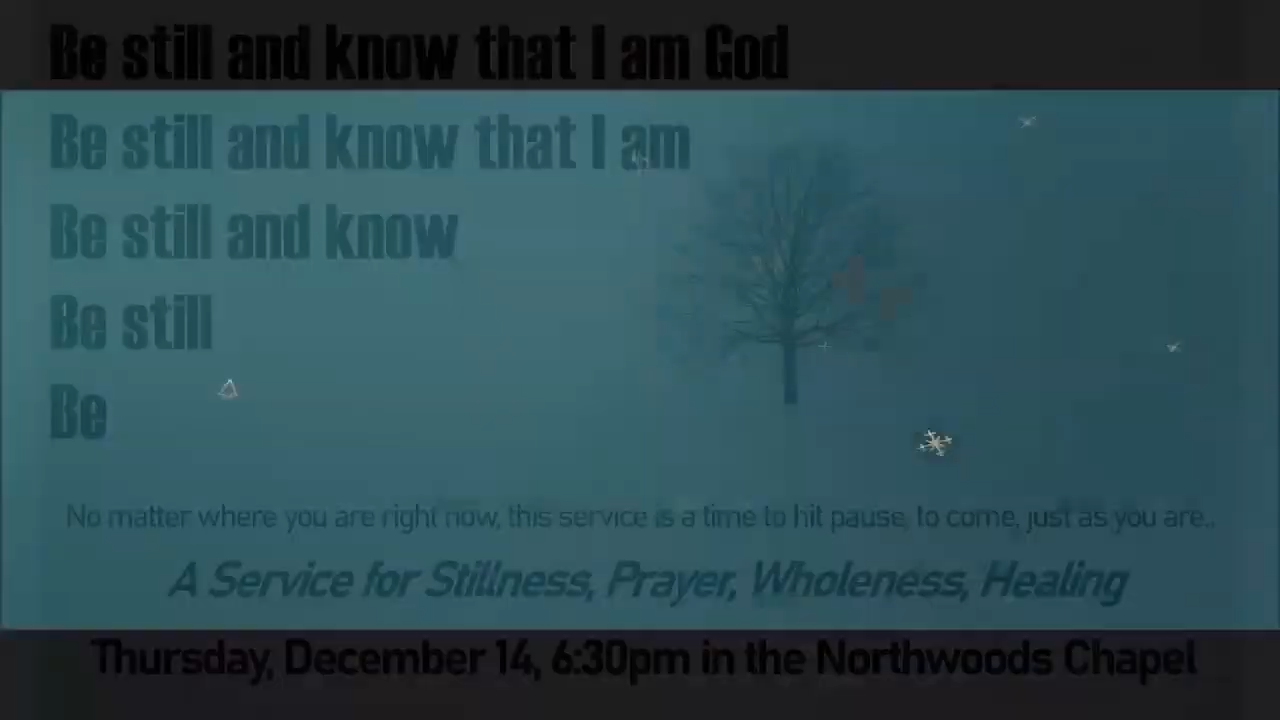 Be still and know that I am God
Be still and know that I am
Be still and know
Be still
Be
No matter where you are right now, this service is a time to hit pause, to come, just as you are..
A Service for Stillness, Prayer, Wholeness, Healing
Thursday, December 14, 6:30pm in the Northwoods Chapel